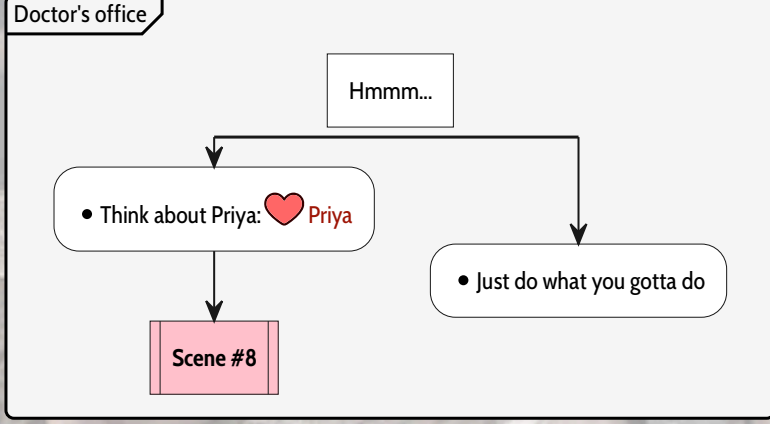 Doctor's office
Hmmm...
Think about Priya: Priya
Just do what you gotta do
Scene #8